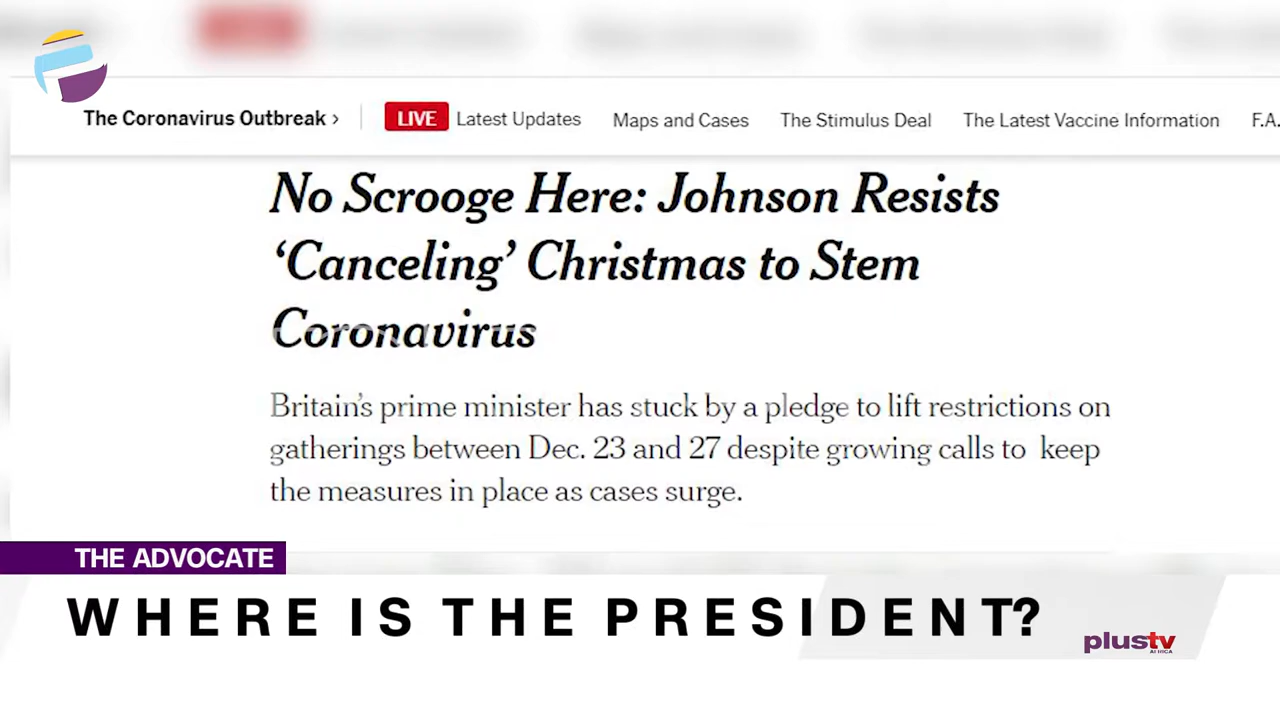 The Coronavirus Outbreak ›
LIVE Latest Updates Maps and Cases The Stimulus Deal The Latest Vaccine Information F.A.
No Scrooge Here: Johnson Resists
‘Canceling’ Christmas to Stem
Coronavirus
Britain’s prime minister has stuck by a pledge to lift restrictions on
gatherings between Dec. 23 and 27 despite growing calls to keep
the measures in place as cases surge.
THE ADVOCATE
WHERE IS THE PRESIDENT?
plustv
AFRICA